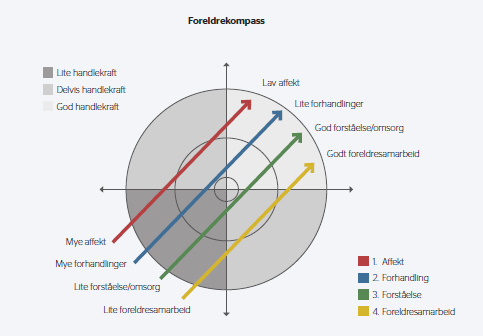 Foreldrekompass
Lite handlekraft
Delvis handlekraft
God handlekraft
Lav affekt
Lite forhandlinger
God forståelse/omsorg
Godt foreldresamarbeid
Mye affekt
Mye forhandlinger
Lite forståelse/omsorg
Lite foreldresamarbeid
1. Affekt
2. Forhandling
3. Forståelse
4. Foreldresamarbeid